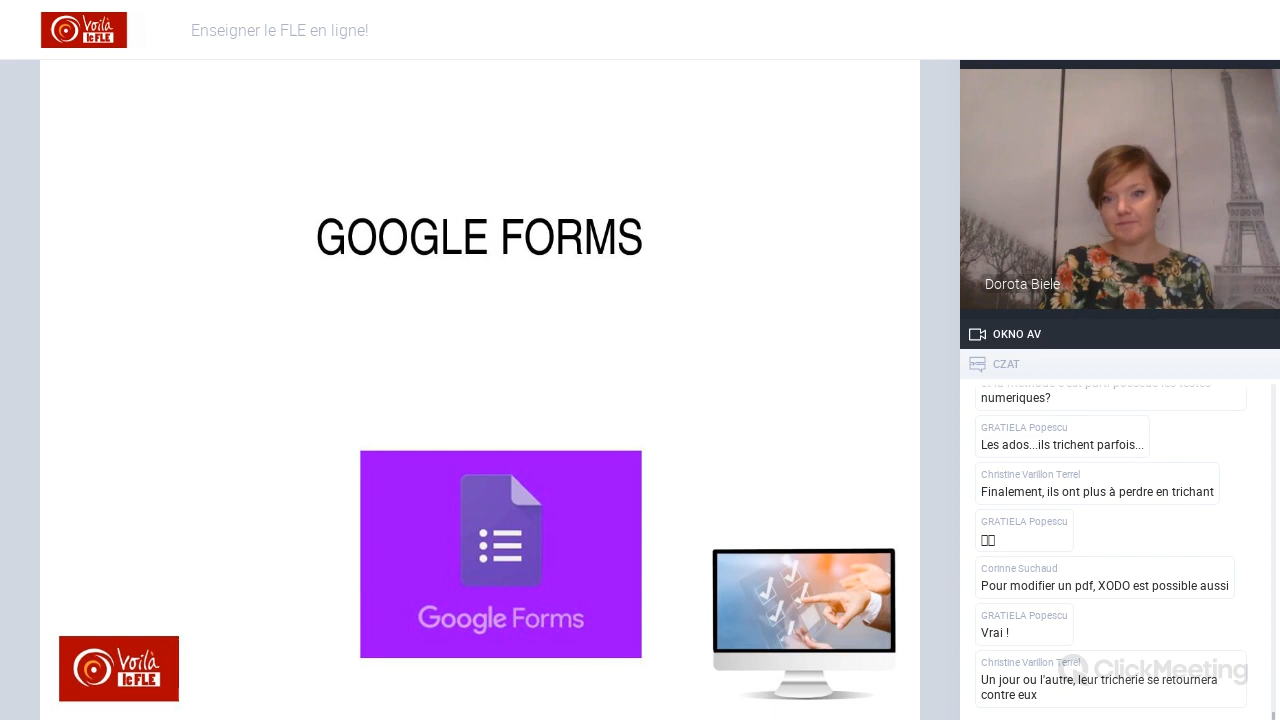 Voilà
le FLE
Enseigner le FLE en ligne!
GOOGLE FORMS
Google Forms
Voilà
le FLE
Dorota Biele
OKNO AV
CZAT
numeriques?
GRATIELA Popescu
Les ados...ils trichent parfois...
Christine Varillon Terrel
Finalement, ils ont plus à perdre en trichant
GRATIELA Popescu
Corinne Suchaud
Pour modifier un pdf, XODO est possible aussi
GRATIELA Popescu
Vrai !
Christine Varillon Terrel
ClickMeeting
Un jour ou l'autre, leur tricherie se retournera
contre eux